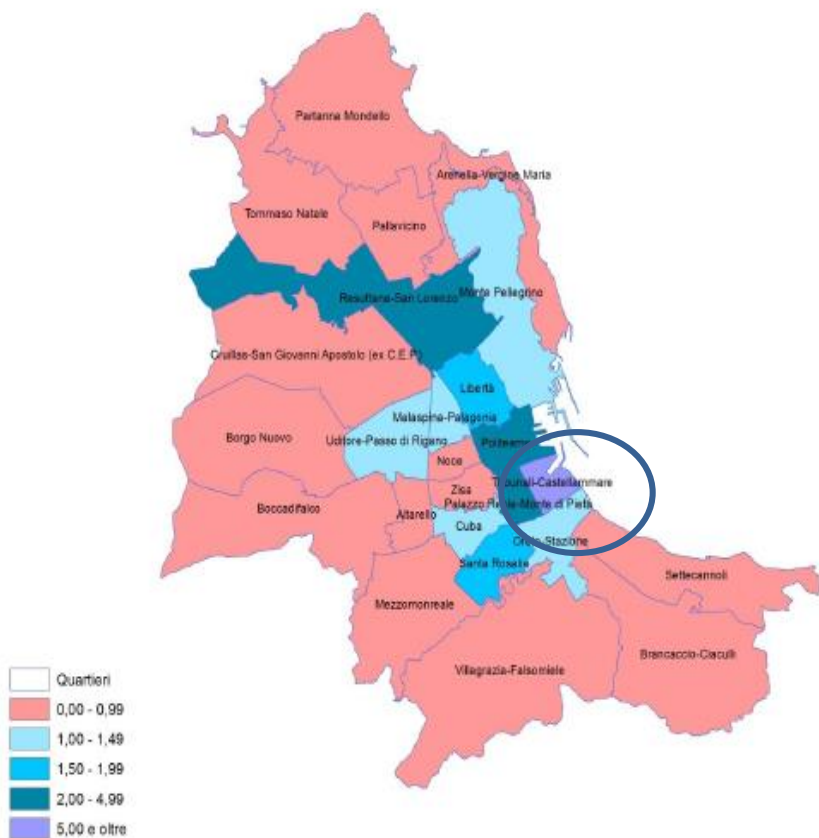 Partanna Mondello
Arenella-Vergine Maria
Tommaso Natale
Pallavicino
Resuttana-San Lorenzo
Monte Pellegrino
Cruillas-San Giovanni Apostolo (ex C.E.P.)
Libertà
Malaspina-Palagonia
Uditore-Passo di Rigano
Politeama
Borgo Nuovo
Noce
Tribunali-Castellammare
Zisa
Palazzo Reale-Monte di Pietà
Boccadifalco
Altarello
Cuba
Oreto-Stazione
Santa Rosalia
Settecannoli
Mezzomonreale
Brancaccio-Ciaculli
Villagrazia-Falsomiele
Quartieri
0,00 - 0,99
1,00 - 1,49
1,50 - 1,99
2,00 - 4,99
5,00 e oltre